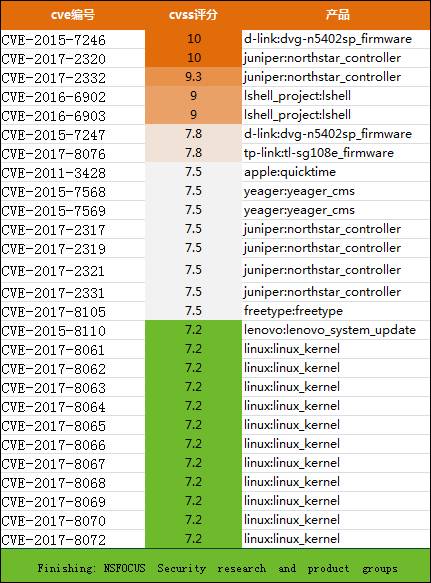 cve编号 cvss评分 产品
CVE-2015-7246 10 d-link:dvg-n5402sp_firmware
CVE-2017-2320 10 juniper:northstar_controller
CVE-2017-2332 9.3 juniper:northstar_controller
CVE-2016-6902 9 lshell_project:lshell
CVE-2016-6903 9 lshell_project:lshell
CVE-2015-7247 7.8 d-link:dvg-n5402sp_firmware
CVE-2017-8076 7.8 tp-link:tl-sg108e_firmware
CVE-2011-3428 7.5 apple:quicktime
CVE-2015-7568 7.5 yeager:yeager_cms
CVE-2015-7569 7.5 yeager:yeager_cms
CVE-2017-2317 7.5 juniper:northstar_controller
CVE-2017-2319 7.5 juniper:northstar_controller
CVE-2017-2321 7.5 juniper:northstar_controller
CVE-2017-2331 7.5 juniper:northstar_controller
CVE-2017-8105 7.5 freetype:freetype
CVE-2015-8110 7.2 lenovo:lenovo_system_update
CVE-2017-8061 7.2 linux:linux_kernel
CVE-2017-8062 7.2 linux:linux_kernel
CVE-2017-8063 7.2 linux:linux_kernel
CVE-2017-8064 7.2 linux:linux_kernel
CVE-2017-8065 7.2 linux:linux_kernel
CVE-2017-8066 7.2 linux:linux_kernel
CVE-2017-8067 7.2 linux:linux_kernel
CVE-2017-8068 7.2 linux:linux_kernel
CVE-2017-8069 7.2 linux:linux_kernel
CVE-2017-8070 7.2 linux:linux_kernel
CVE-2017-8072 7.2 linux:linux_kernel
Finishing: NSFOCUS Security research and product groups